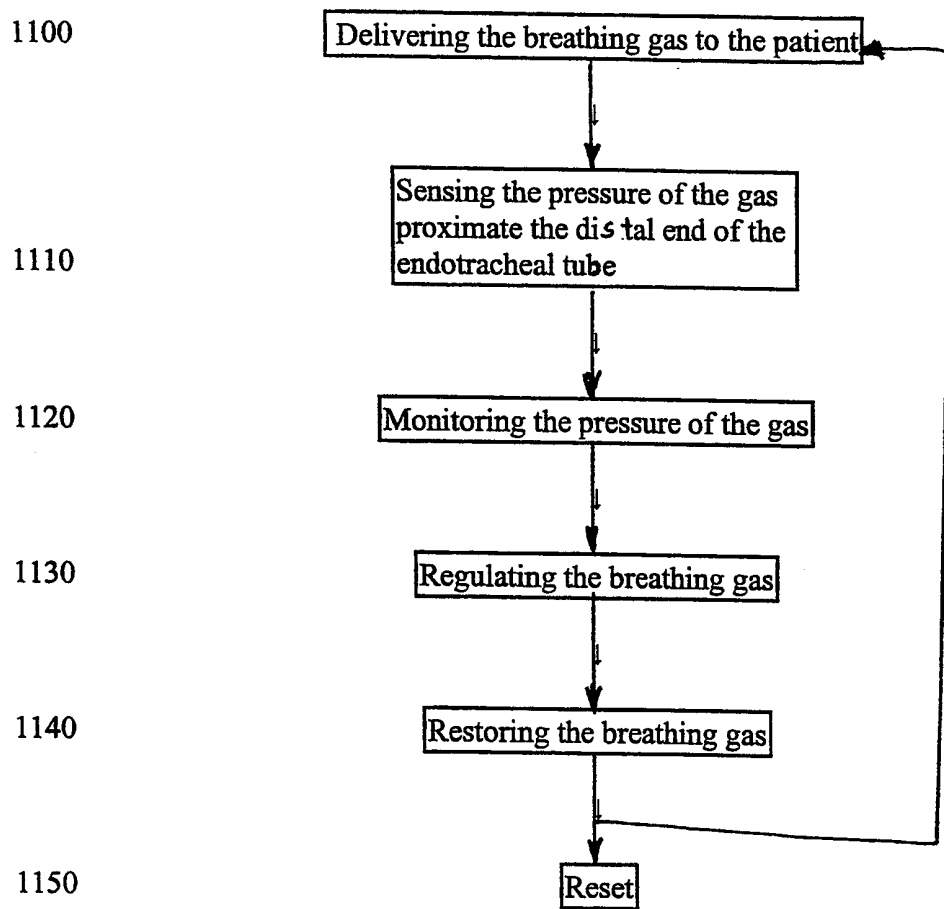 1100 Delivering the breathing gas to the patient
Sensing the pressure of the gas
proximate the distal end of the
1110 endotracheal tube
1120 Monitoring the pressure of the gas
1130 Regulating the breathing gas
1140 Restoring the breathing gas
1150 Reset